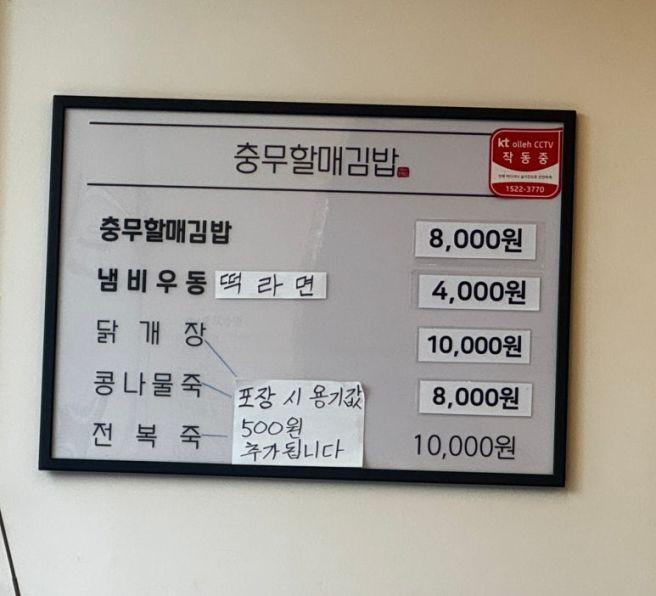 충무할매김밥
kt olleh CCTV
작동중
1522-3770
충무할매김밥 8,000원
냄비우동 떡라면 4,000원
닭개장 10,000원
콩나물죽 8,000원
전복죽 10,000원
포장 시 용기값
500원
추가됩니다